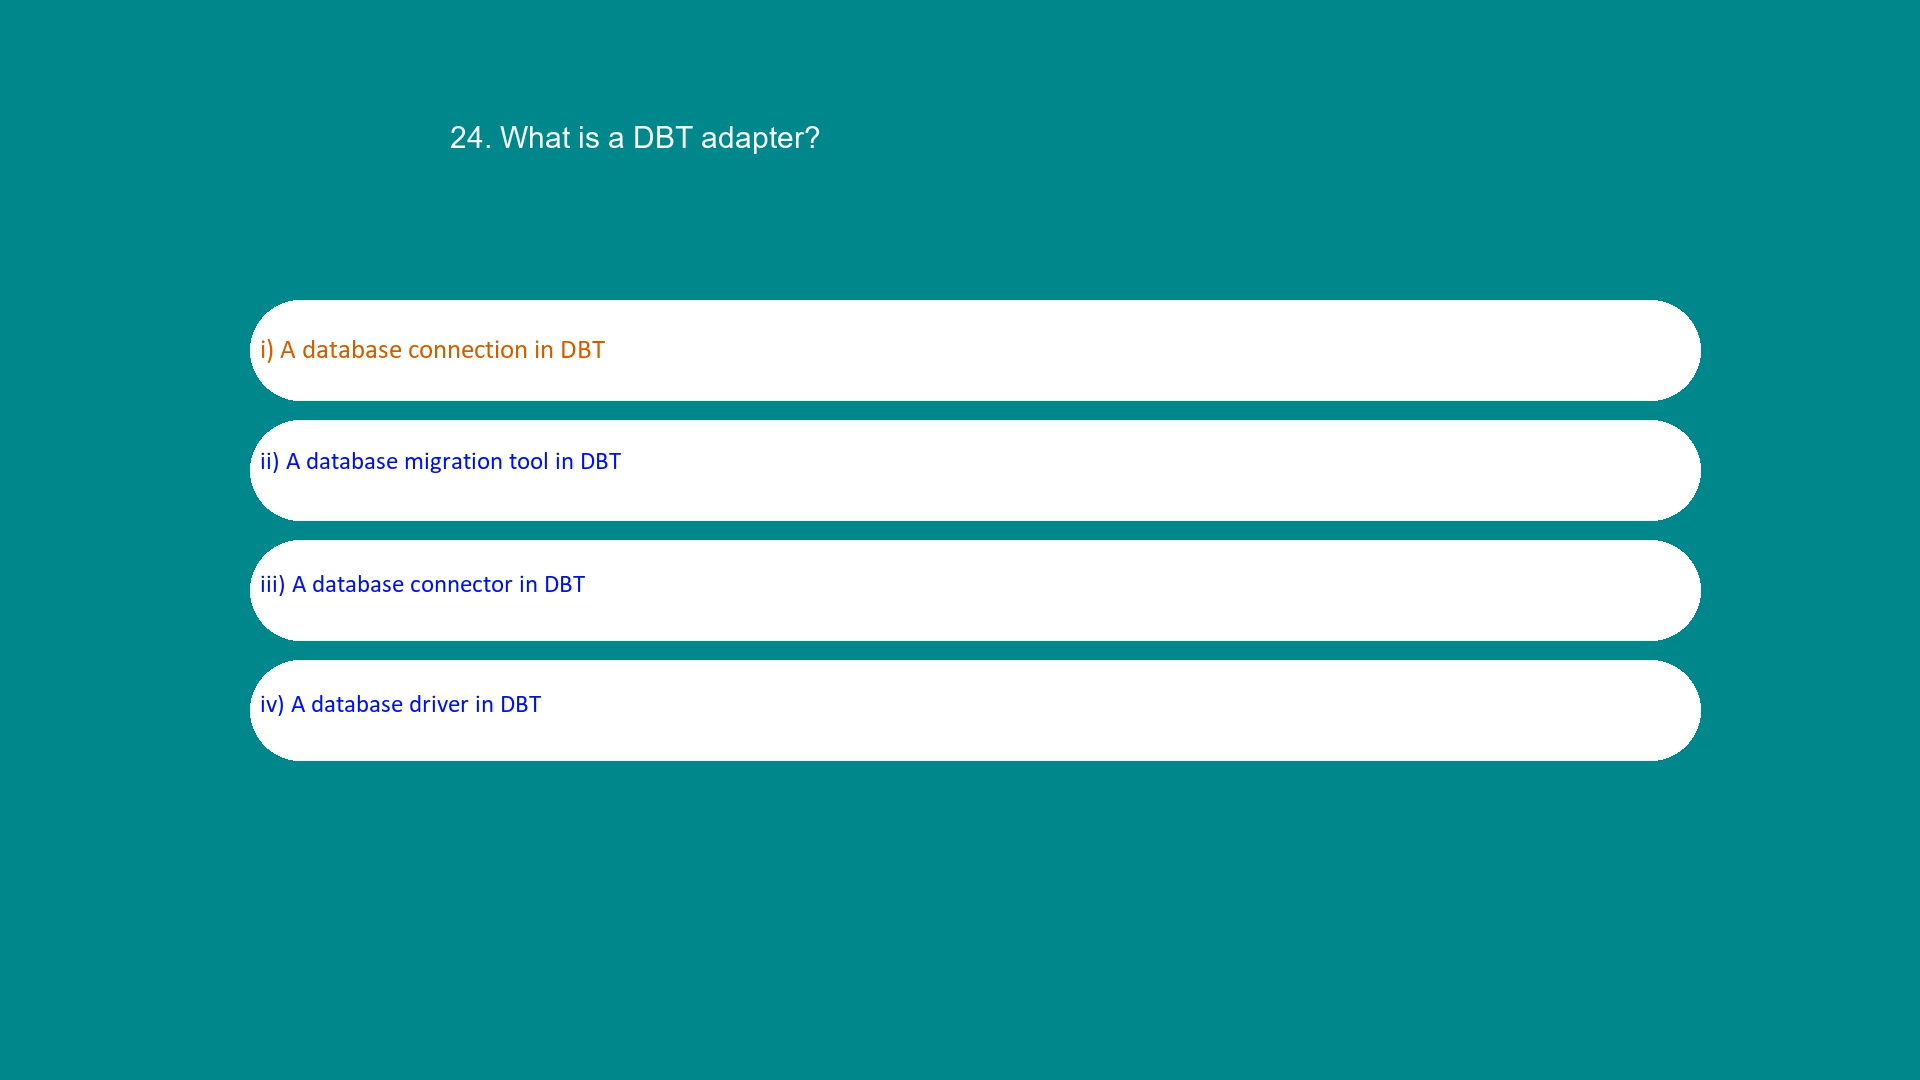 24. What is a DBT adapter?
i) A database connection in DBT
ii) A database migration tool in DBT
iii) A database connector in DBT
iv) A database driver in DBT